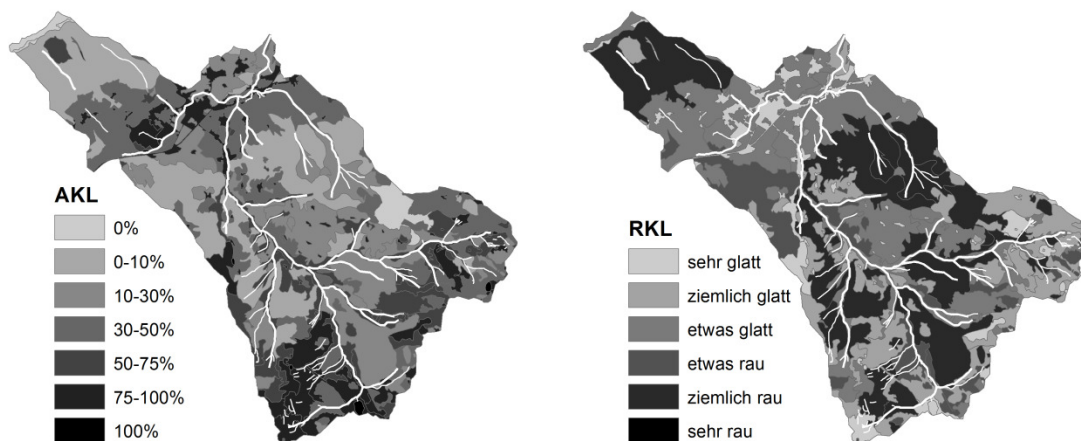 AKL
0%
0-10%
10-30%
30-50%
50-75%
75-100%
100%
RKL
sehr glatt
ziemlich glatt
etwas glatt
etwas rau
ziemlich rau
sehr rau